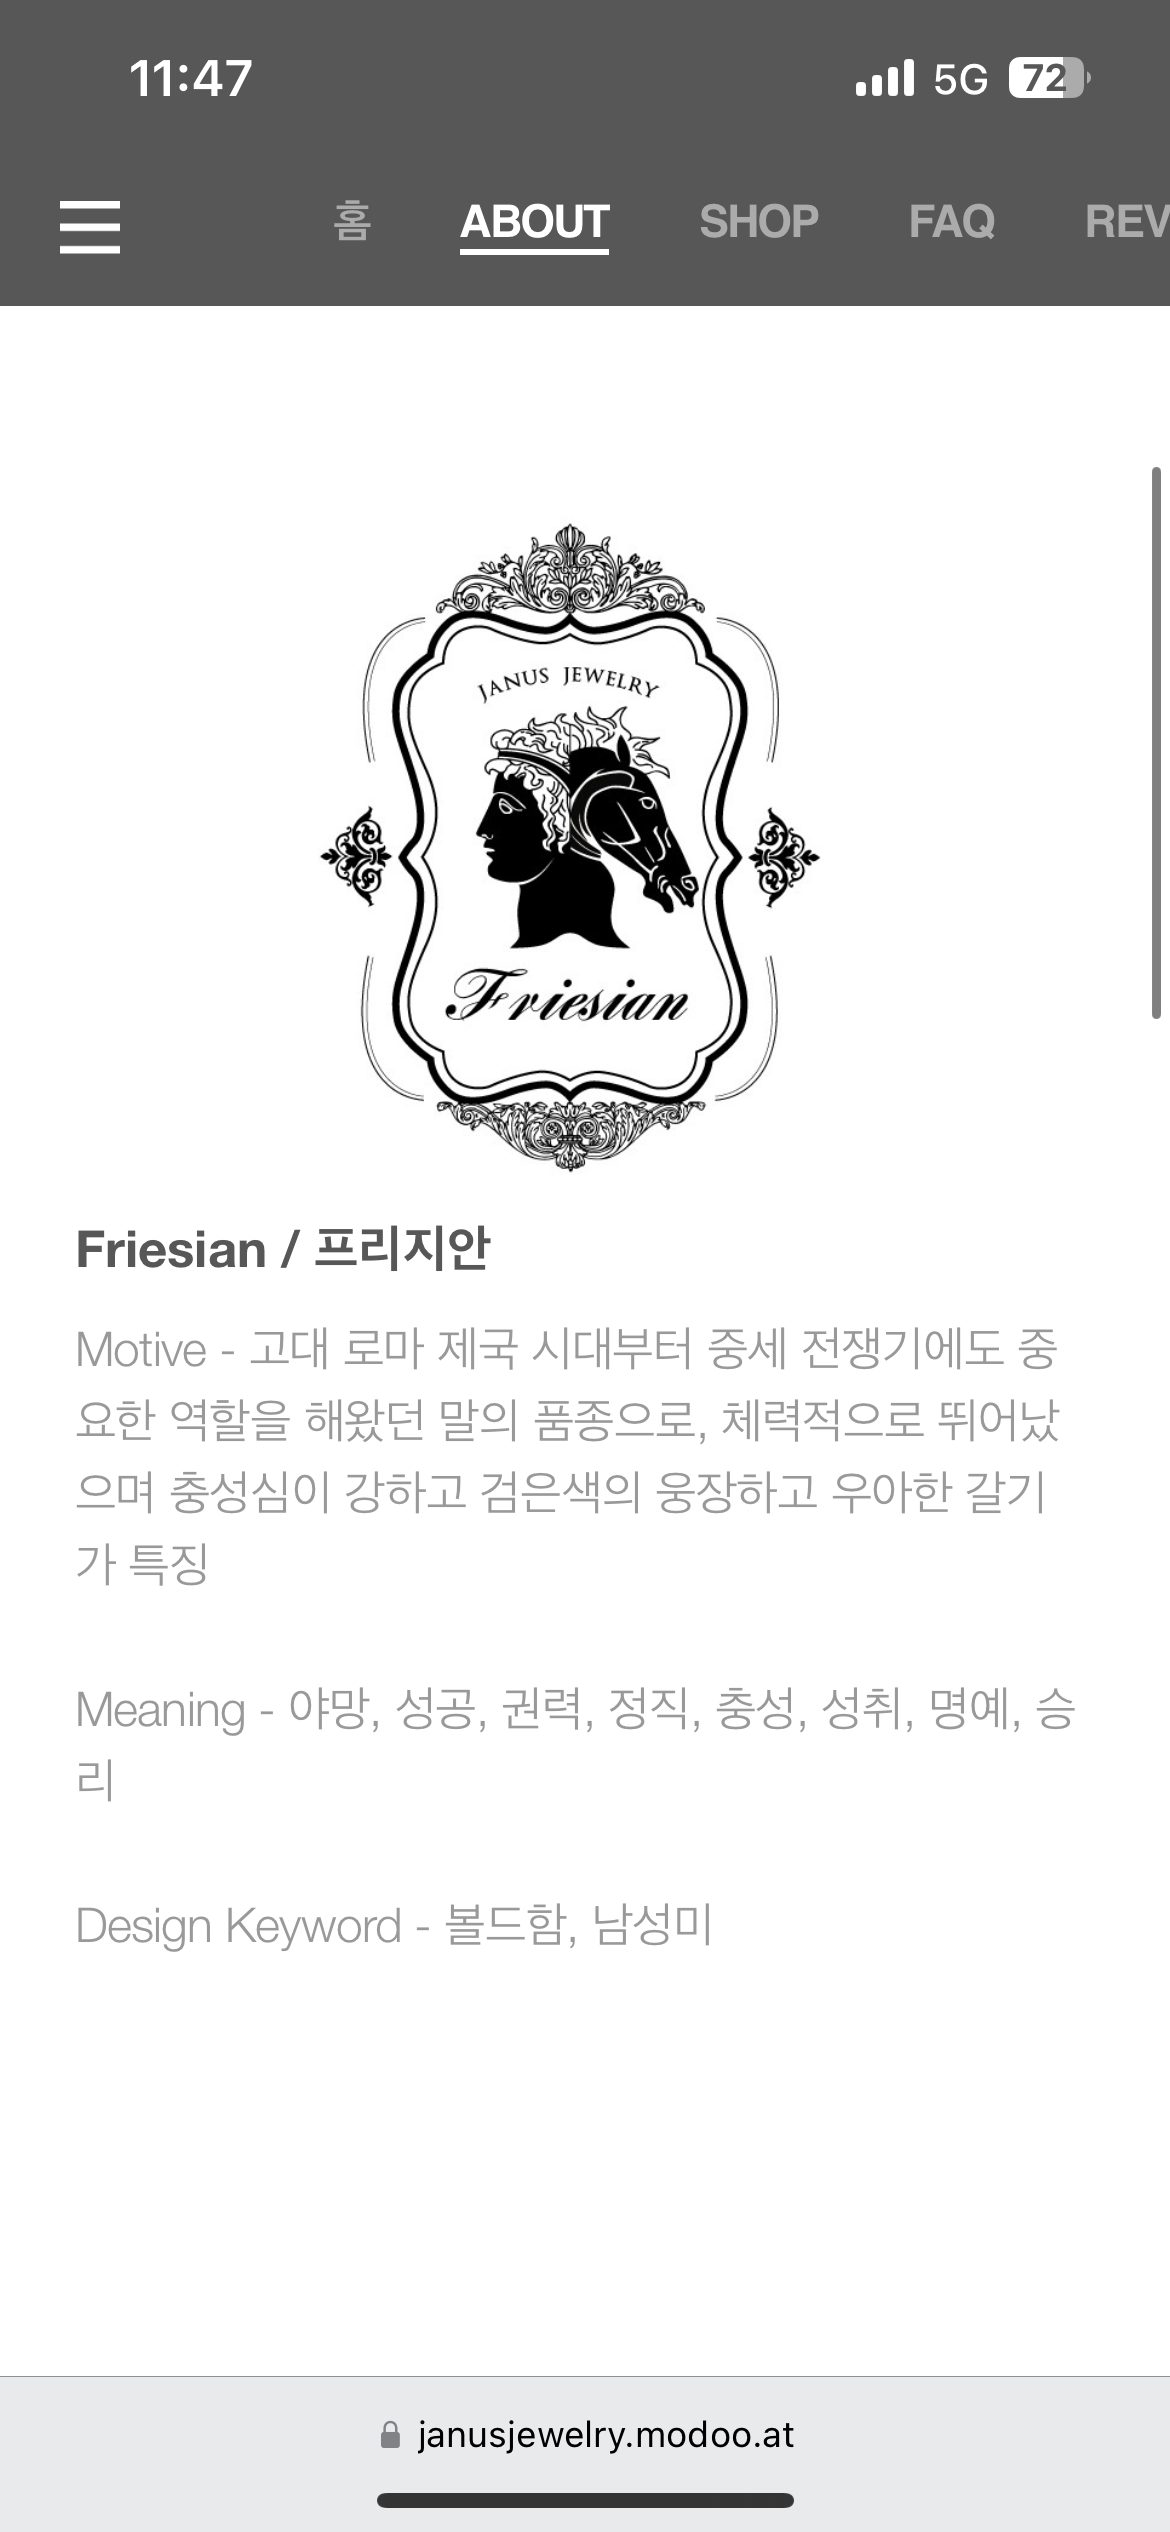 11:47
5G 72
홈 ABOUT SHOP FAQ REV
JANUS JEWELRY
Friesian
Friesian / 프리지안
Motive - 고대 로마 제국 시대부터 중세 전쟁기에도 중
요한 역할을 해왔던 말의 품종으로, 체력적으로 뛰어났
으며 충성심이 강하고 검은색의 웅장하고 우아한 갈기
가 특징
Meaning - 야망, 성공, 권력, 정직, 충성, 성취, 명예, 승
리
Design Keyword - 볼드함, 남성미
janusjewelry.modoo.at